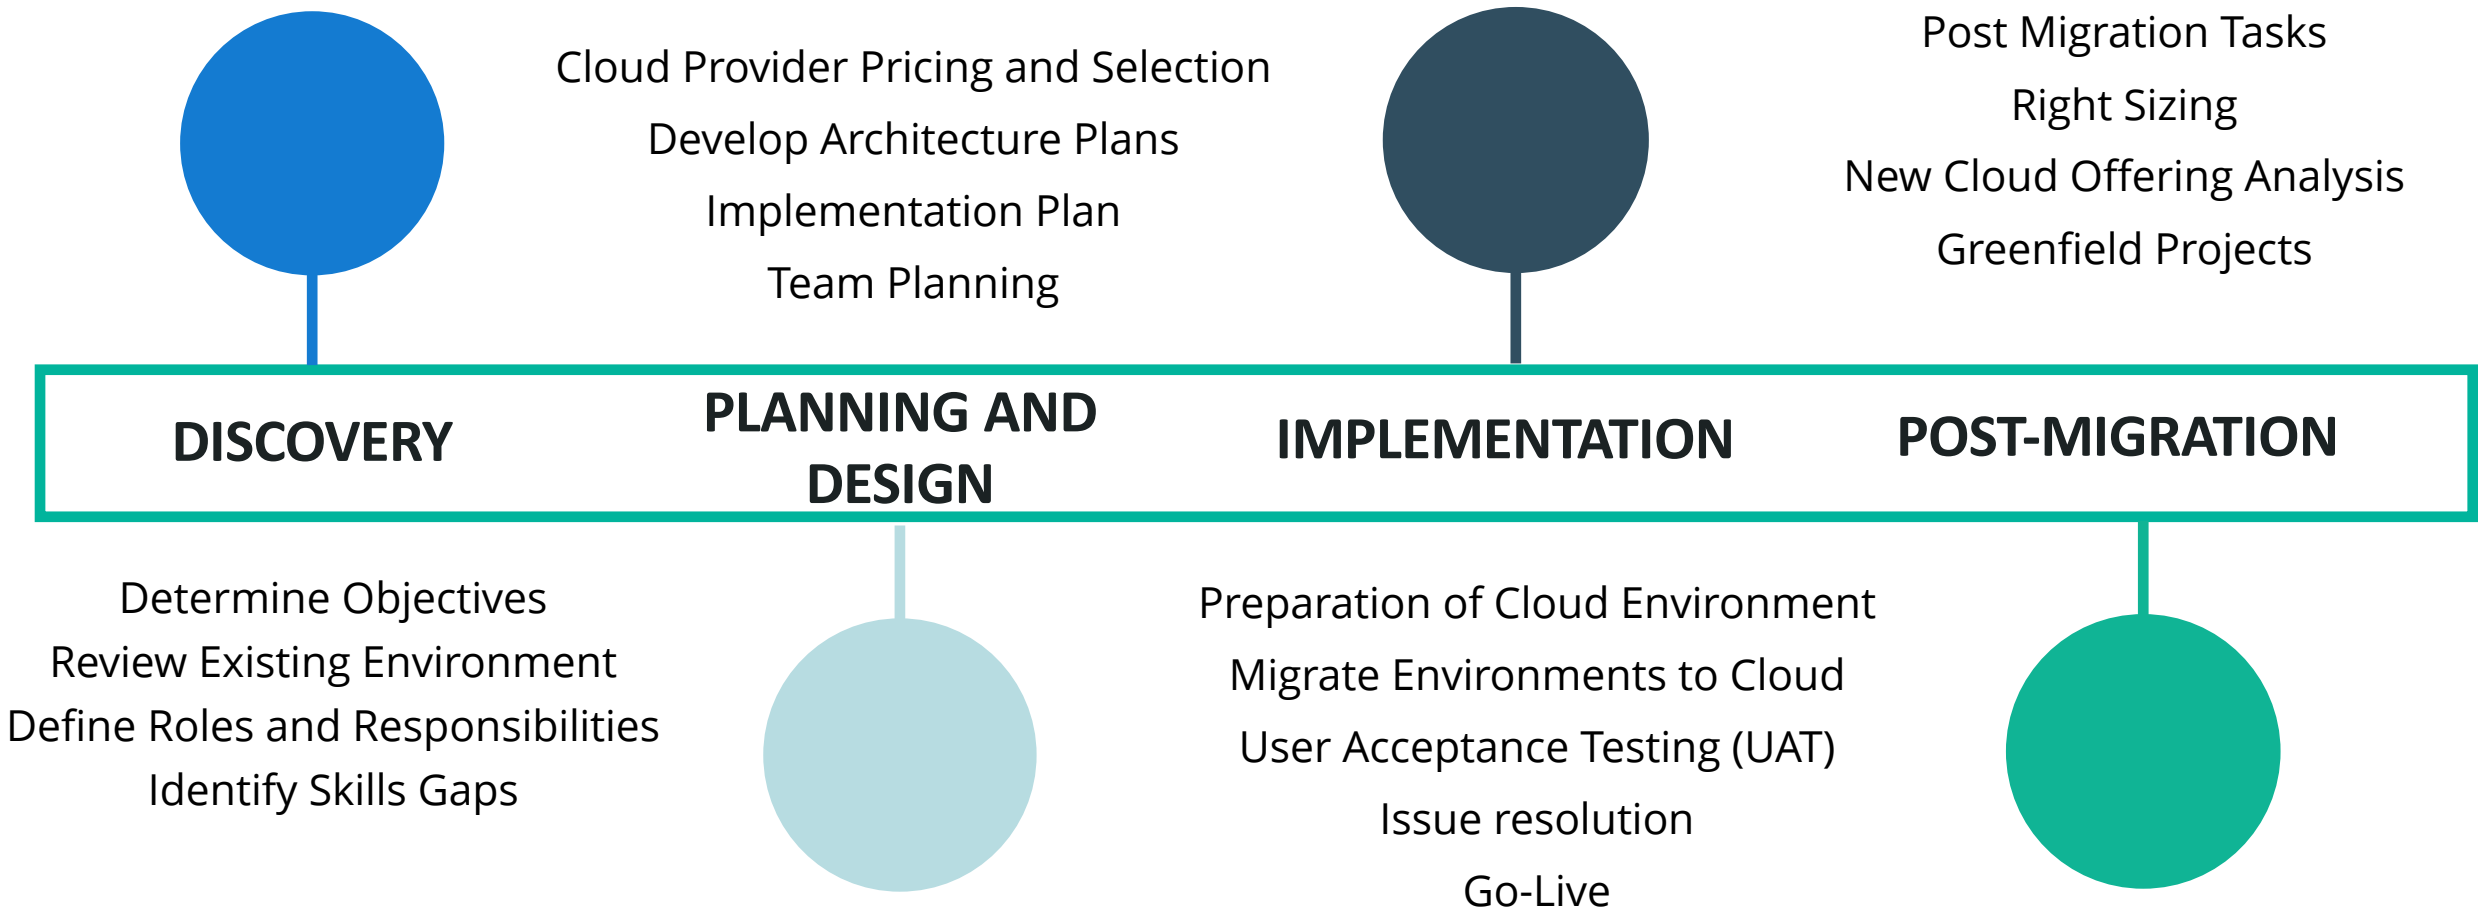 Cloud Provider Pricing and Selection
Develop Architecture Plans
Implementation Plan
Team Planning
Post Migration Tasks
Right Sizing
New Cloud Offering Analysis
Greenfield Projects
DISCOVERY
PLANNING AND
DESIGN
IMPLEMENTATION
POST-MIGRATION
Determine Objectives
Review Existing Environment
Define Roles and Responsibilities
Identify Skills Gaps
Preparation of Cloud Environment
Migrate Environments to Cloud
User Acceptance Testing (UAT)
Issue resolution
Go-Live